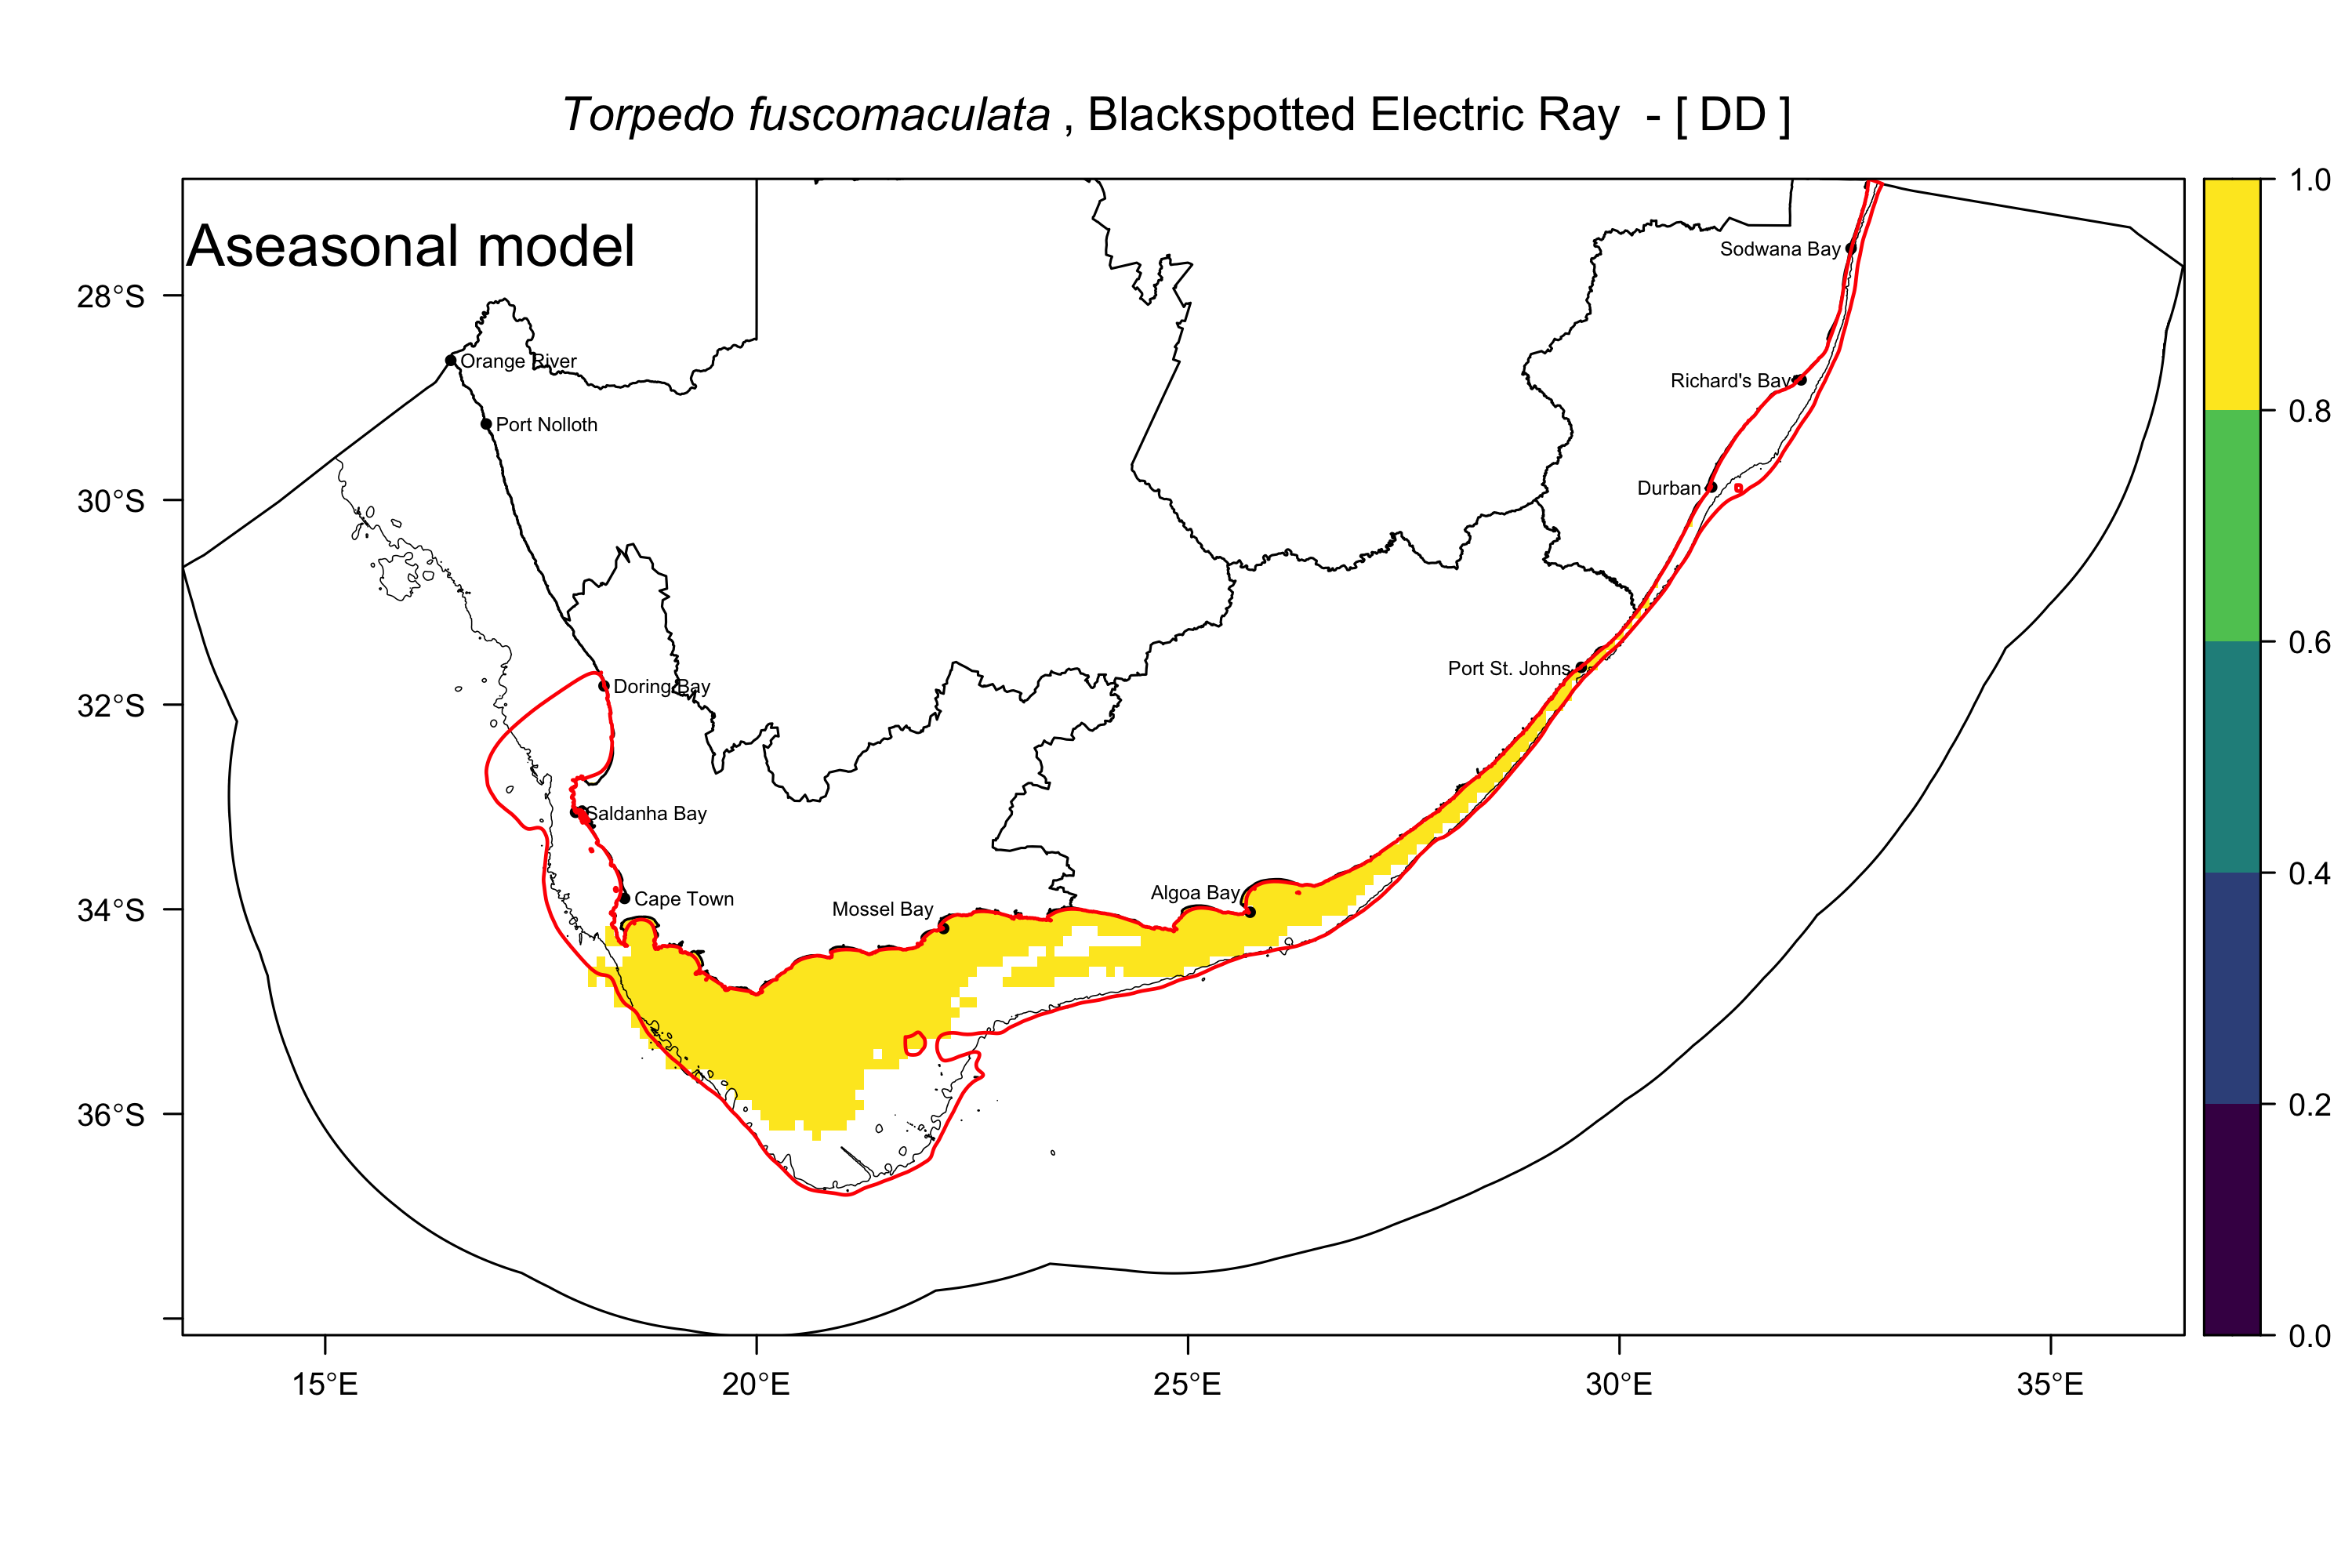 Torpedo fuscomaculata , Blackspotted Electric Ray - [ DD ]
Aseasonal model
Sodwana Bay
Richard's Bay
Durban
Port St. Johns
Orange River
Port Nolloth
Doring Bay
Saldanha Bay
Cape Town
Mossel Bay
Algoa Bay
28°S
30°S
32°S
34°S
36°S
15°E
20°E
25°E
30°E
35°E
1.0
0.8
0.6
0.4
0.2
0.0